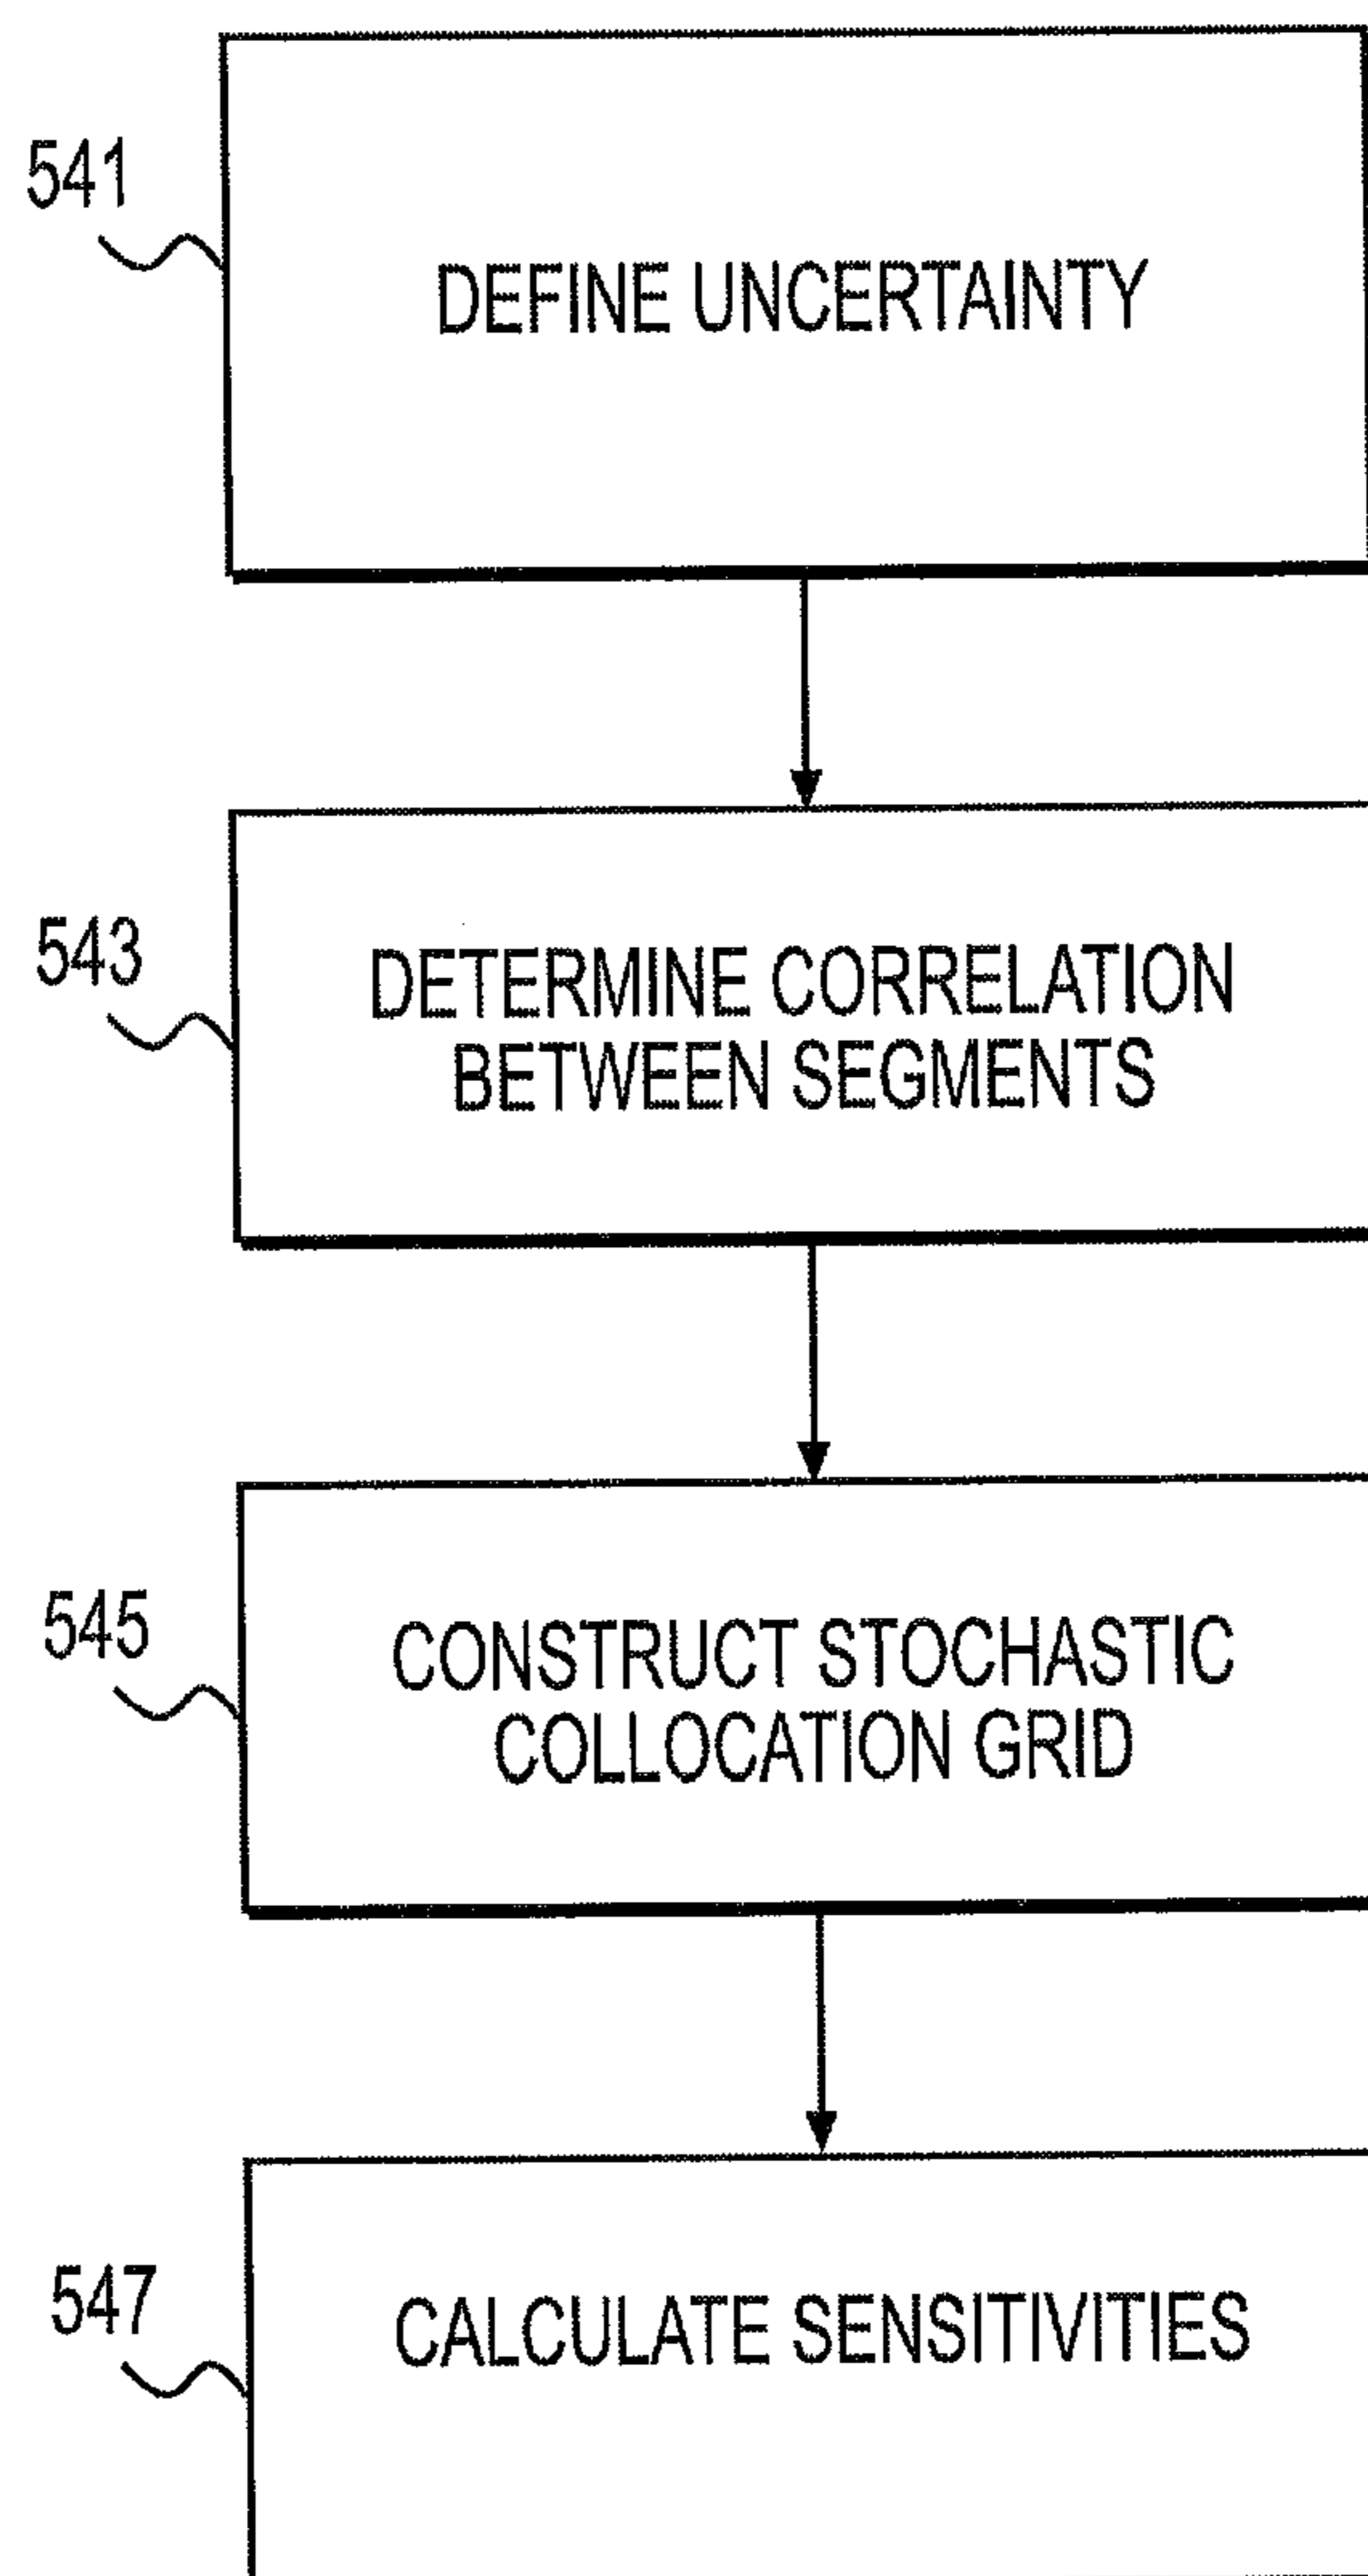 541
DEFINE UNCERTAINTY
543
DETERMINE CORRELATION
BETWEEN SEGMENTS
545
CONSTRUCT STOCHASTIC
COLLOCATION GRID
547
CALCULATE SENSITIVITIES